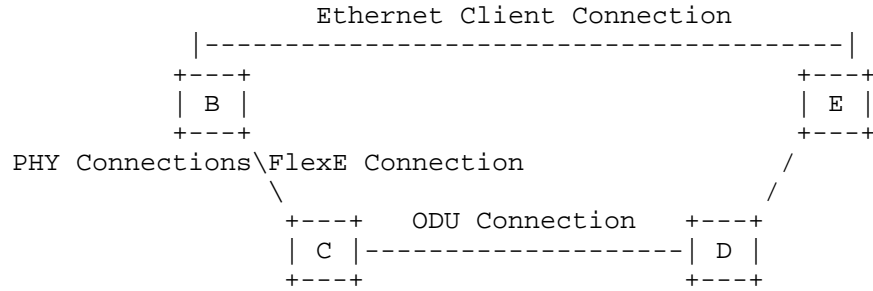 Ethernet Client Connection
B
E
PHY Connections\FlexE Connection
ODU Connection
C
D